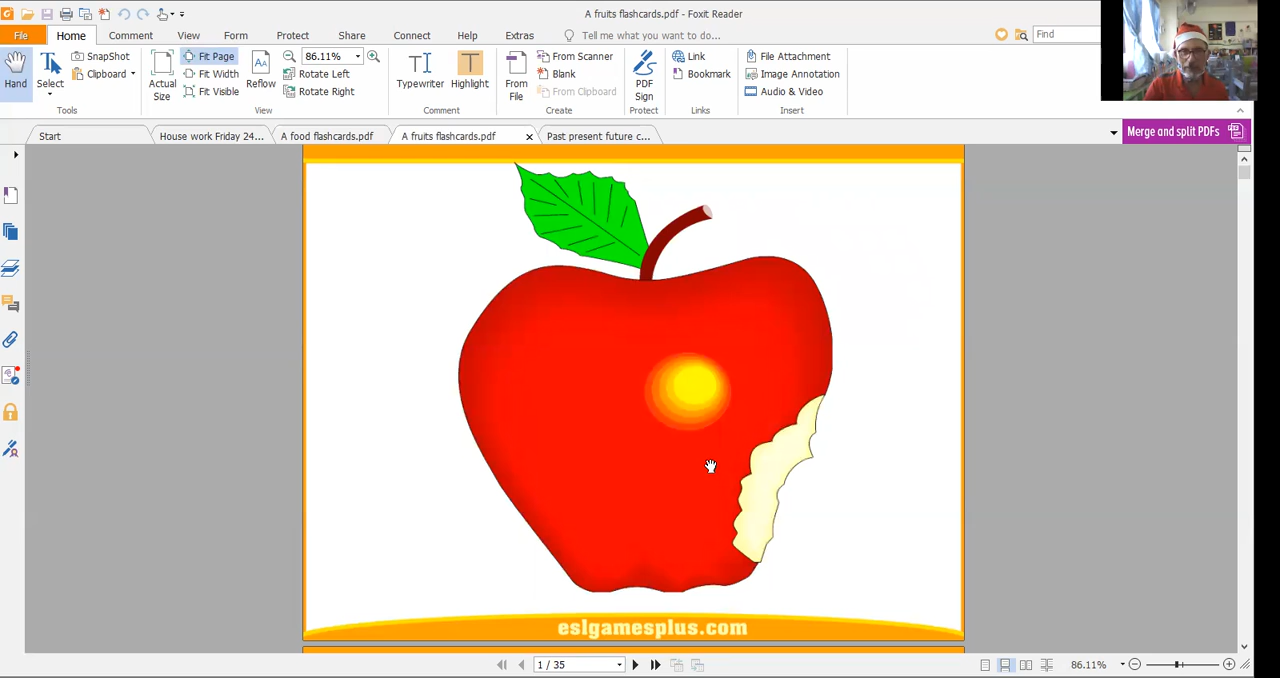 A fruits flashcards.pdf - Foxit Reader
File Home Comment View Form Protect Share Connect Help Extras Tell me what you want to do... Find
Hand
Select
SnapShot
Clipboard
Tools
Actual Size
Fit Page
Fit Width
Fit Visible
Reflow
86.11%
Rotate Left
Rotate Right
View
Typewriter
Highlight
Comment
From File
From Scanner
Blank
From Clipboard
Create
PDF Sign
Protect
Link
Bookmark
Links
File Attachment
Image Annotation
Audio & Video
Insert
Start House work Friday 24... A food flashcards.pdf A fruits flashcards.pdf Past present future c... Merge and split PDFs
eslgamesplus.com
1 / 35 86.11%